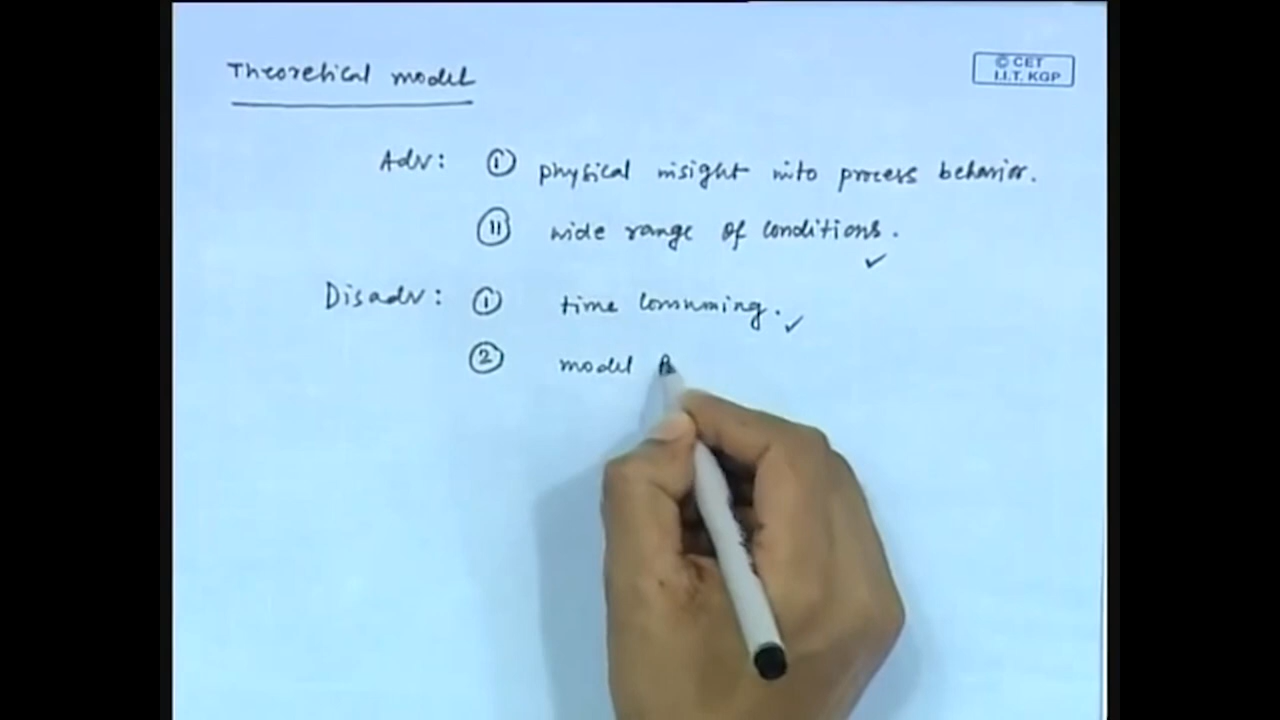 Theoretical model
© CET
I.I.T. KGP
Adv: (i) physical insight into process behavior.
(ii) wide range of conditions. ✓
Disadv: (1) time consuming. ✓
(2) model